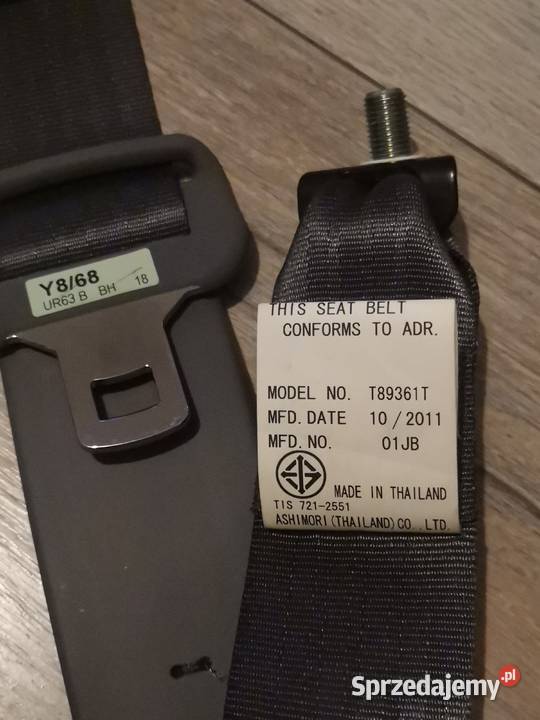 Y8/68
UR63 B BH 18
THIS SEAT BELT
CONFORMS TO ADR.
MODEL NO. T89361T
MFD. DATE 10/2011
MFD. NO. 01JB
MADE IN THAILAND
TIS 721-2551
ASHIMORI(THAILAND)CO., LTD.
Sprzedajemy.pl